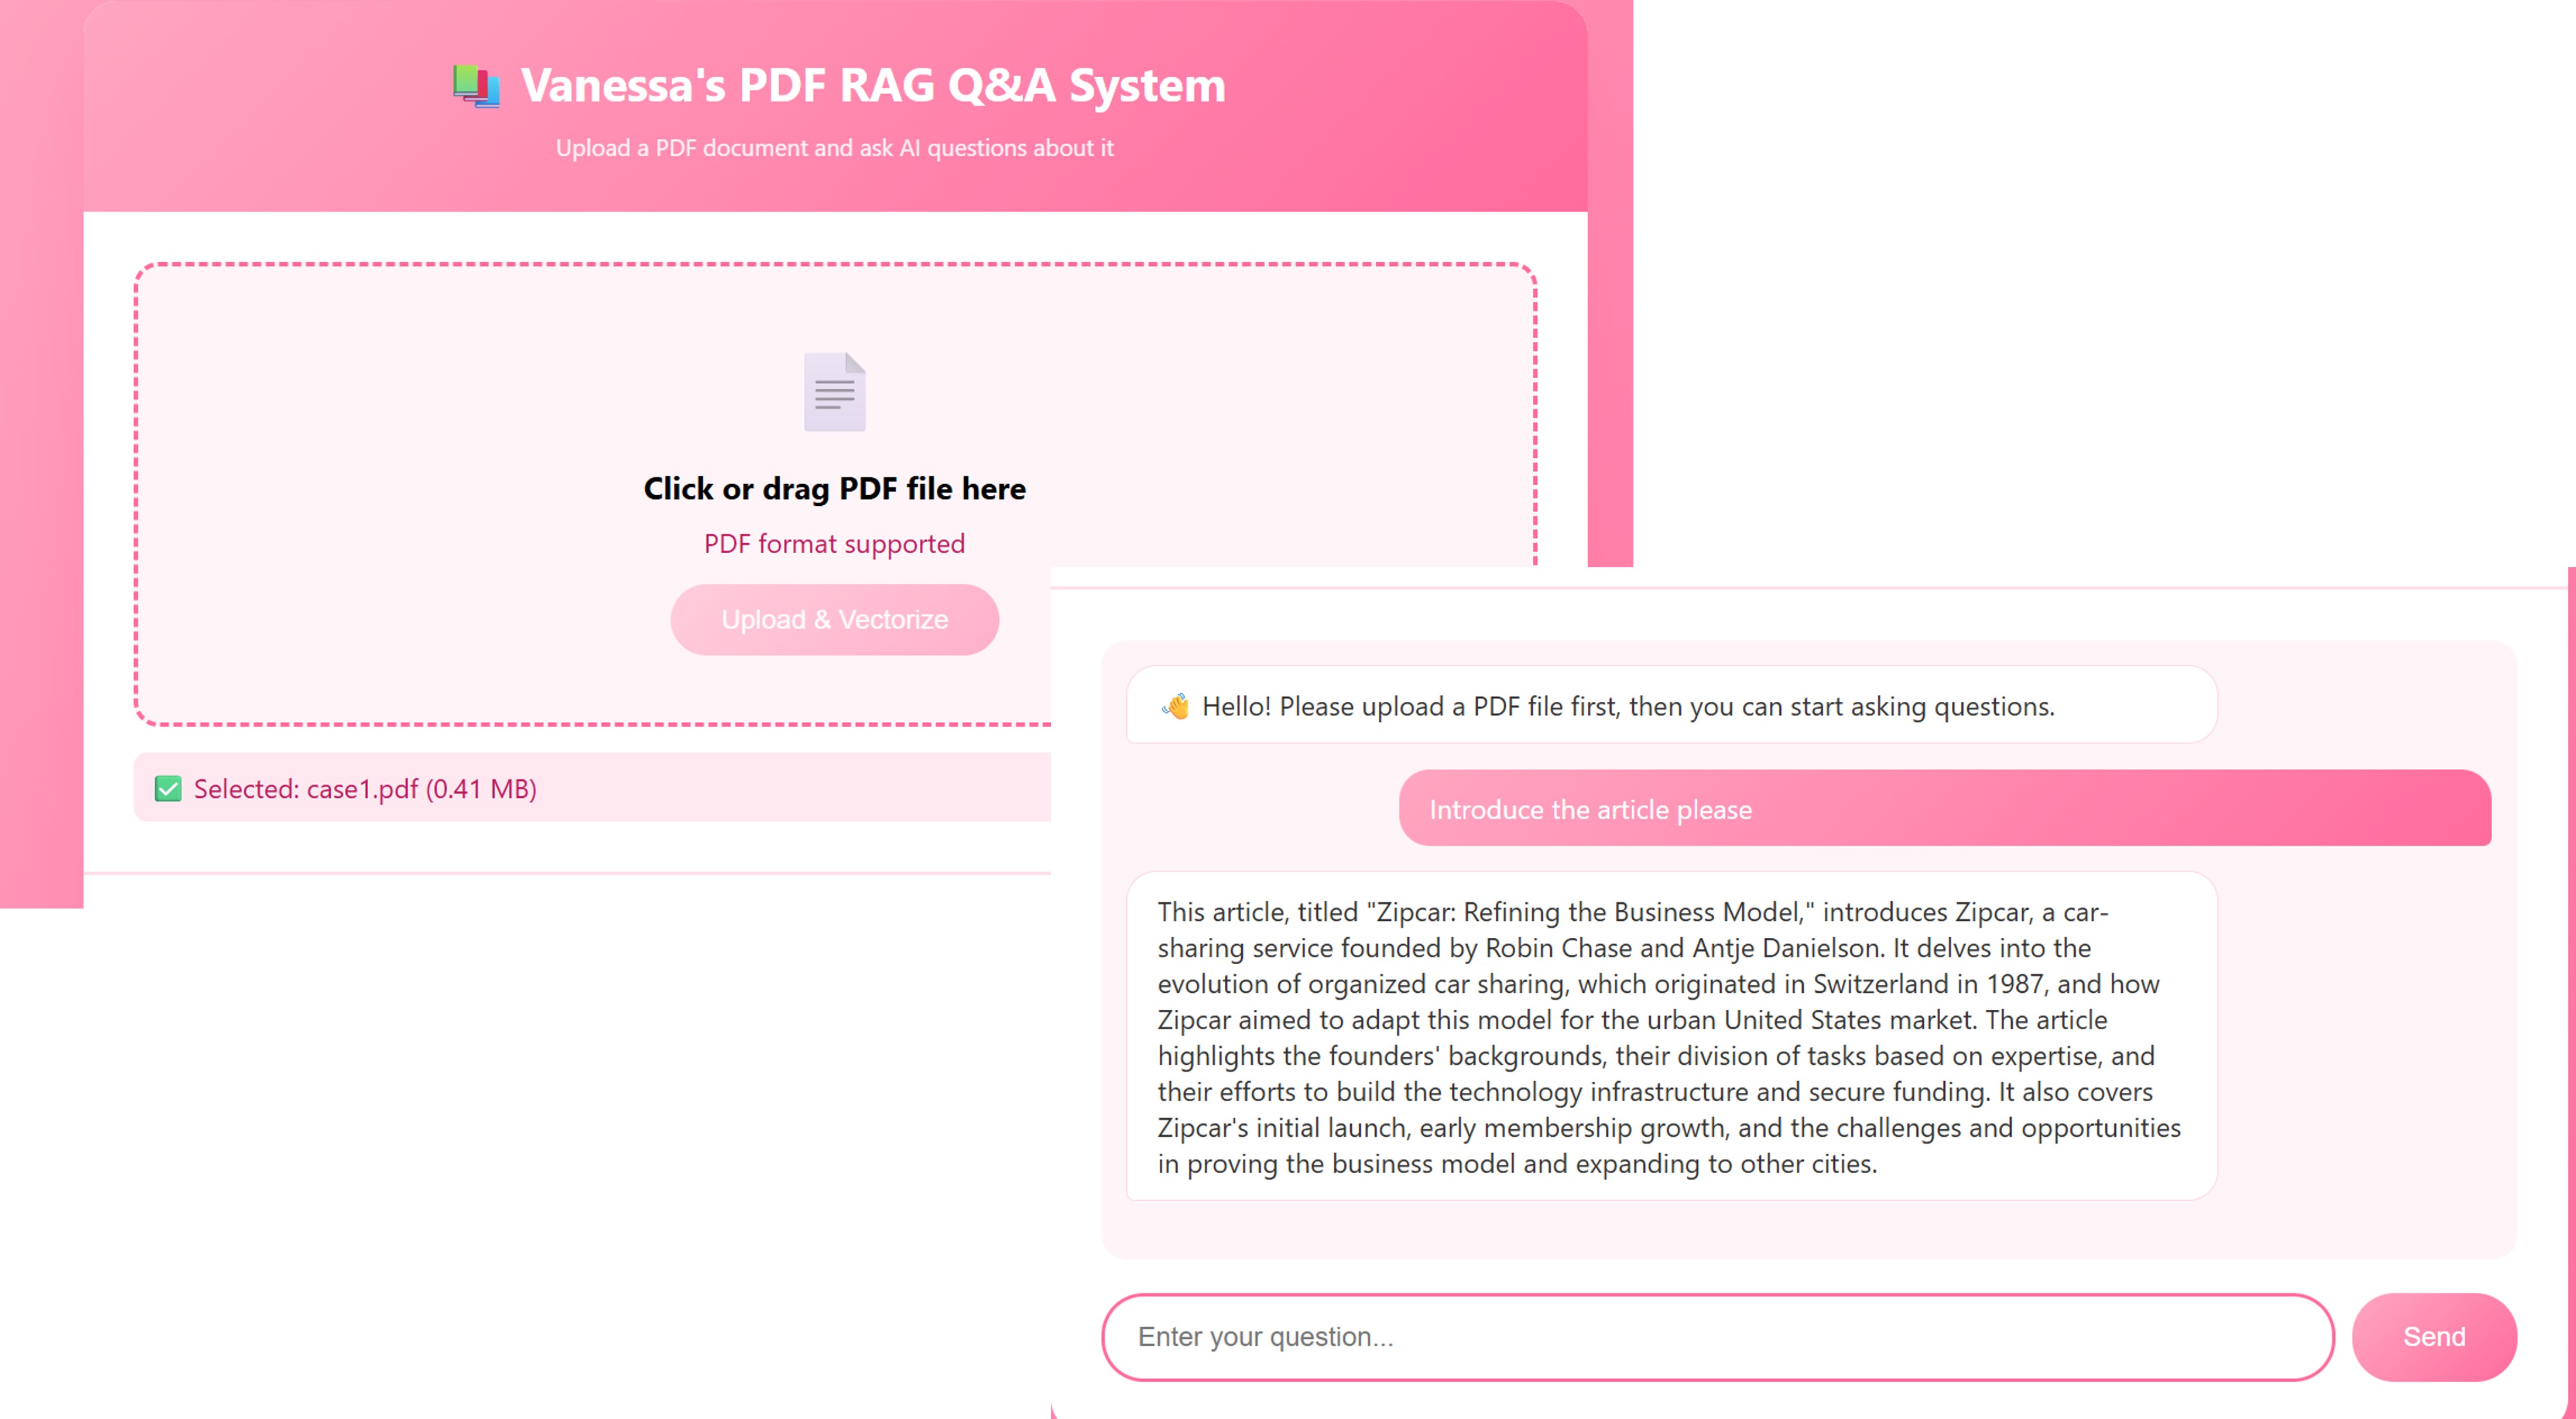 📚 Vanessa's PDF RAG Q&A System
Upload a PDF document and ask AI questions about it
Click or drag PDF file here
PDF format supported
Upload & Vectorize
✅ Selected: case1.pdf (0.41 MB)
👋 Hello! Please upload a PDF file first, then you can start asking questions.
Introduce the article please
This article, titled "Zipcar: Refining the Business Model," introduces Zipcar, a car-
sharing service founded by Robin Chase and Antje Danielson. It delves into the
evolution of organized car sharing, which originated in Switzerland in 1987, and how
Zipcar aimed to adapt this model for the urban United States market. The article
highlights the founders' backgrounds, their division of tasks based on expertise, and
their efforts to build the technology infrastructure and secure funding. It also covers
Zipcar's initial launch, early membership growth, and the challenges and opportunities
in proving the business model and expanding to other cities.
Enter your question...
Send